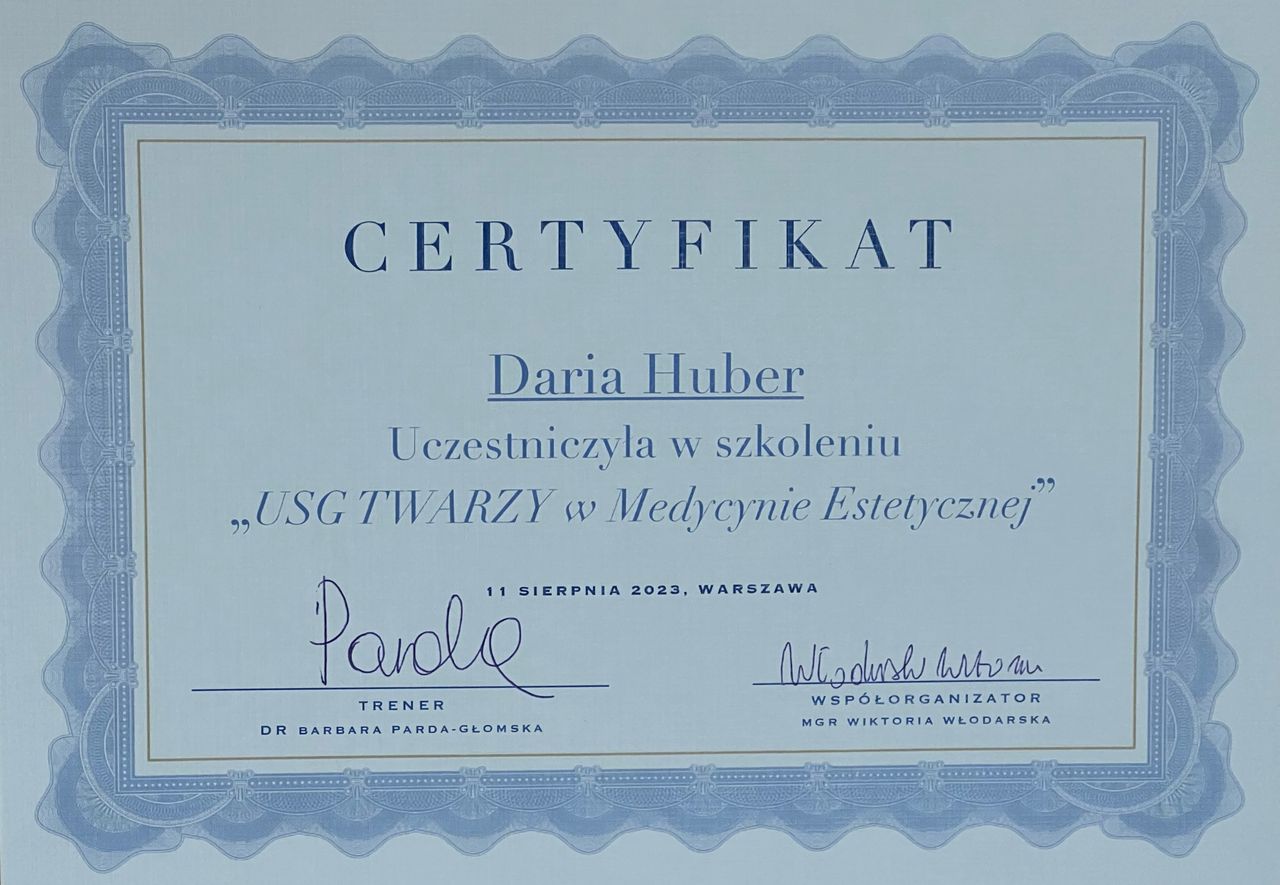 CERTYFIKAT
Daria Huber
Uczestniczyła w szkoleniu
„USG TWARZY w Medycynie Estetycznej”
11 SIERPNIA 2023, WARSZAWA
Parda
TRENER
DR BARBARA PARDA-GŁOMSKA
WSPÓŁORGANIZATOR
MGR WIKTORIA WŁODARSKA